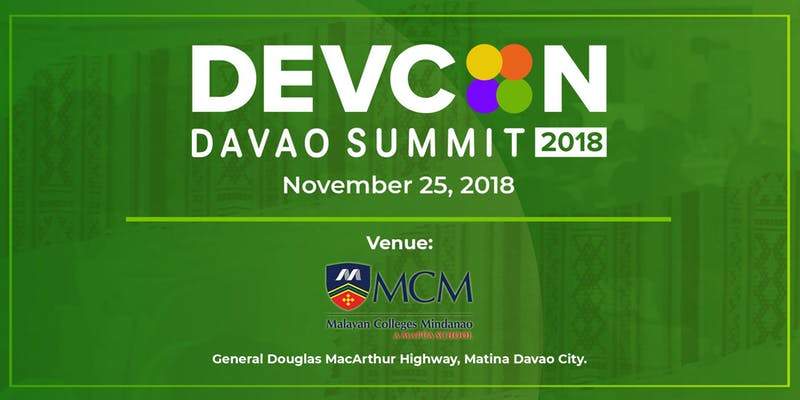 DEVCON
DAVAO SUMMIT 2018
November 25, 2018
Venue:
M
MCM
Malayan Colleges Mindanao
A MAPÚA SCHOOL
General Douglas MacArthur Highway, Matina Davao City.